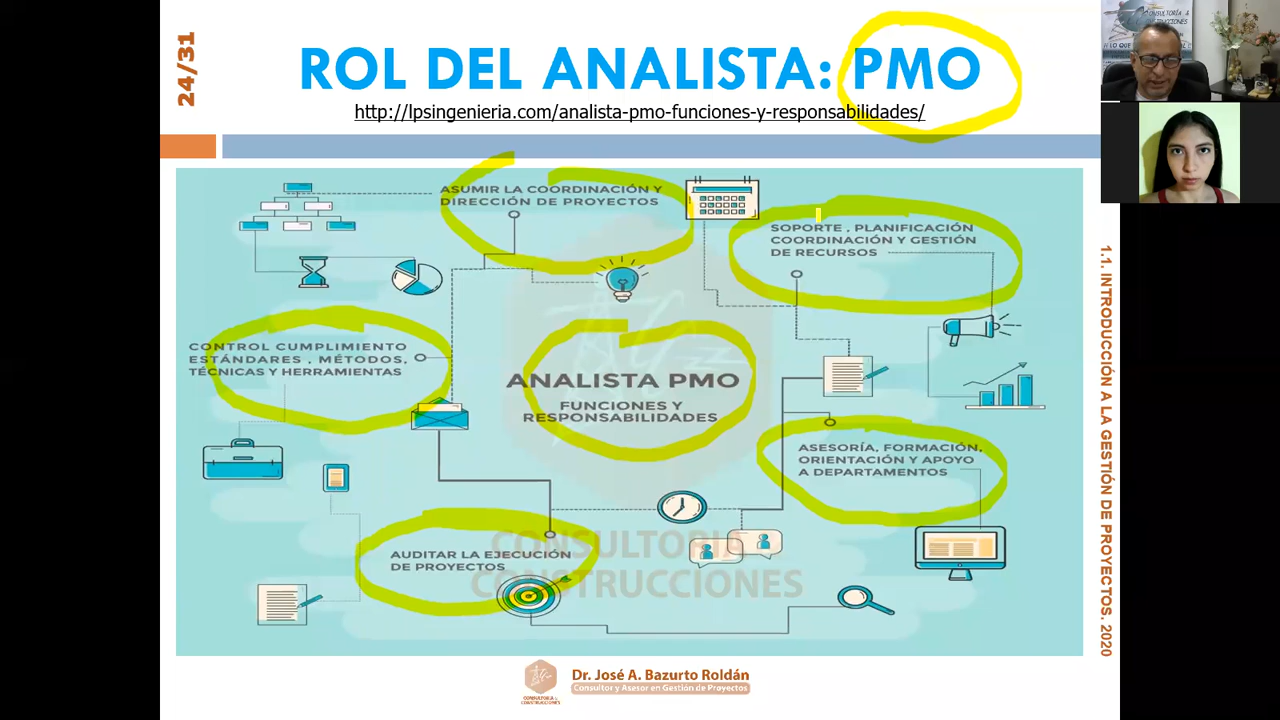 24/31
ROL DEL ANALISTA: PMO
http://lpsingenieria.com/analista-pmo-funciones-y-responsabilidades/
ASUMIR LA COORDINACIÓN Y
DIRECCIÓN DE PROYECTOS
SOPORTE , PLANIFICACIÓN
COORDINACIÓN Y GESTIÓN
DE RECURSOS
CONTROL CUMPLIMIENTO
ESTÁNDARES , MÉTODOS,
TÉCNICAS Y HERRAMIENTAS
ANALISTA PMO
FUNCIONES Y
RESPONSABILIDADES
ASESORÍA, FORMACIÓN,
ORIENTACIÓN Y APOYO
A DEPARTAMENTOS
AUDITAR LA EJECUCIÓN
DE PROYECTOS
CONSULTORIA
CONSTRUCCIONES
1.1. INTRODUCCIÓN A LA GESTIÓN DE PROYECTOS. 2020
CONSULTORIA &
CONSTRUCCIONES
Dr. José A. Bazurto Roldán
Consultor y Asesor en Gestión de Proyectos
CONSULTORÍA &